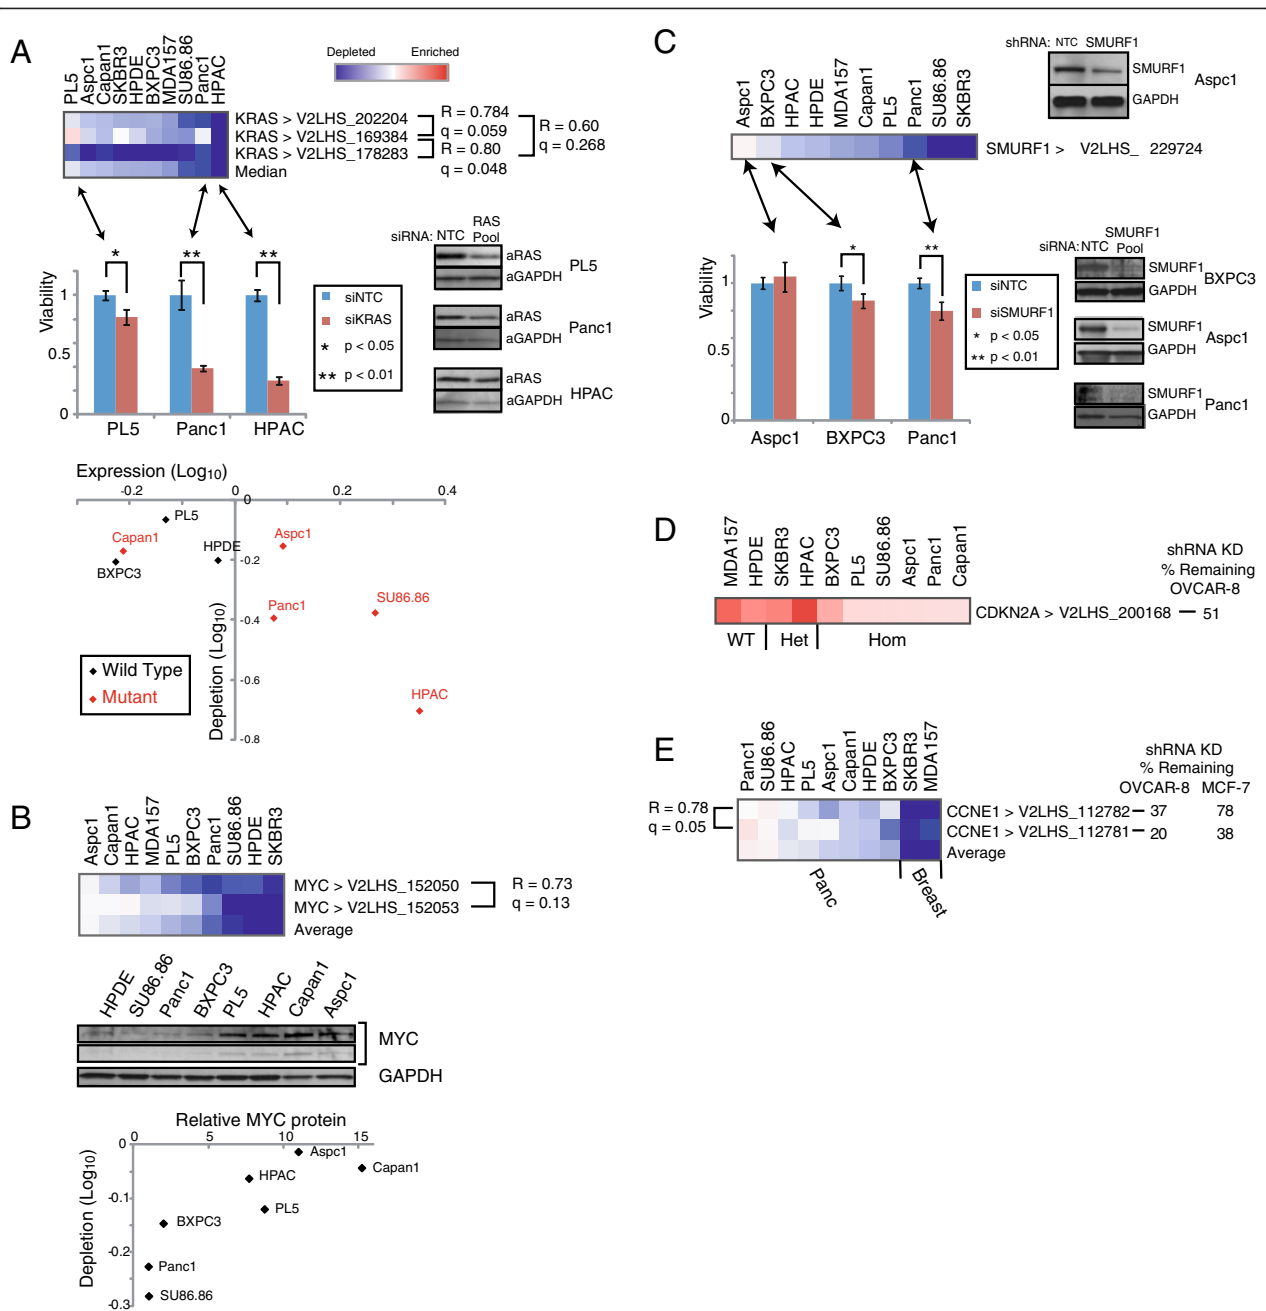 A
PL5
Aspc1
Capan1
SKBR3
HPDE
BXPC3
MDA157
SU86.86
Panc1
HPAC
Depleted
Enriched
KRAS > V2LHS_202204
KRAS > V2LHS_169384
KRAS > V2LHS_178283
Median
R = 0.784
q = 0.059
R = 0.80
q = 0.048
R = 0.60
q = 0.268
Viability
1
0.5
0
*
**
**
PL5
Panc1
HPAC
siNTC
siKRAS
* p < 0.05
** p < 0.01
siRNA: NTC RAS Pool
aRAS
aGAPDH
PL5
aRAS
aGAPDH
Panc1
aRAS
aGAPDH
HPAC
Expression (Log10)
-0.2
0
0.2
0.4
0
-0.2
-0.4
-0.6
-0.8
Depletion (Log10)
PL5
Capan1
BXPC3
HPDE
Aspc1
Panc1
SU86.86
HPAC
Wild Type
Mutant
B
Aspc1
Capan1
HPAC
MDA157
PL5
BXPC3
Panc1
SU86.86
HPDE
SKBR3
MYC > V2LHS_152050
MYC > V2LHS_152053
Average
R = 0.73
q = 0.13
HPDE
SU86.86
Panc1
BXPC3
PL5
HPAC
Capan1
Aspc1
MYC
GAPDH
Relative MYC protein
0
5
10
15
0
-0.1
-0.2
-0.3
Depletion (Log10)
Aspc1
Capan1
HPAC
PL5
BXPC3
Panc1
SU86.86
C
Aspc1
BXPC3
HPAC
HPDE
MDA157
Capan1
PL5
Panc1
SU86.86
SKBR3
shRNA: NTC SMURF1
SMURF1
GAPDH
Aspc1
SMURF1 > V2LHS_ 229724
Viability
1
0.5
0
*
**
Aspc1
BXPC3
Panc1
siNTC
siSMURF1
* p < 0.05
** p < 0.01
siRNA: NTC SMURF1 Pool
SMURF1
GAPDH
BXPC3
SMURF1
GAPDH
Aspc1
SMURF1
GAPDH
Panc1
D
MDA157
HPDE
SKBR3
HPAC
BXPC3
PL5
SU86.86
Aspc1
Panc1
Capan1
shRNA KD
% Remaining
OVCAR-8
CDKN2A > V2LHS_200168 — 51
WT
Het
Hom
E
Panc1
SU86.86
HPAC
PL5
Aspc1
Capan1
HPDE
BXPC3
SKBR3
MDA157
shRNA KD
% Remaining
OVCAR-8 MCF-7
R = 0.78
q = 0.05
CCNE1 > V2LHS_112782 — 37 78
CCNE1 > V2LHS_112781 — 20 38
Average
Panc
Breast